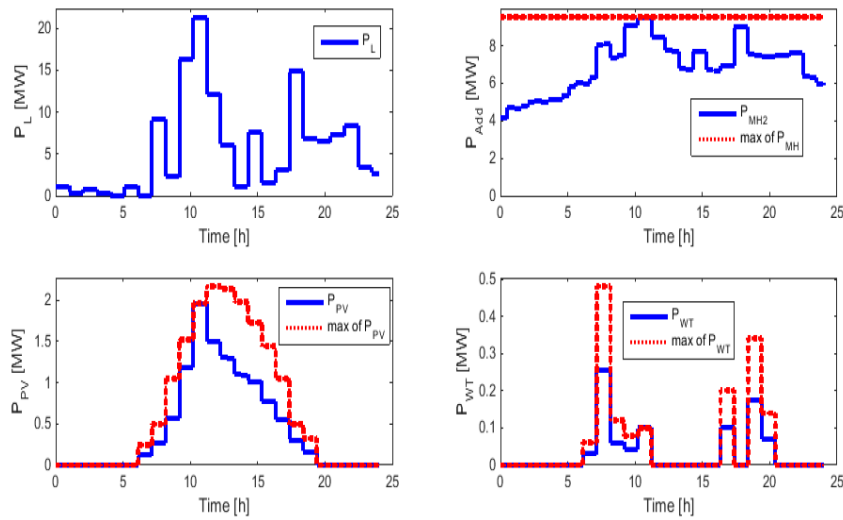 P_L [MW]
20
15
10
5
0
P_L
0 5 10 15 20 25
Time [h]
P_Add [MW]
8
6
4
2
0
P_MH2
max of P_MH
0 5 10 15 20 25
Time [h]
P_PV [MW]
2
1.5
1
0.5
0
P_PV
max of P_PV
0 5 10 15 20 25
Time [h]
P_WT [MW]
0.5
0.4
0.3
0.2
0.1
0
P_WT
max of P_WT
0 5 10 15 20 25
Time [h]